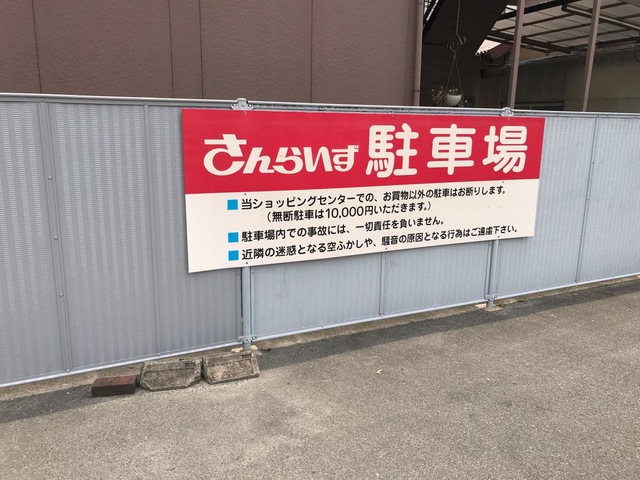 さんらいず 駐車場
■当ショッピングセンターでの、お買物以外の駐車はお断りします。
（無断駐車は10,000円いただきます。）
■駐車場内での事故には、一切責任を負いません。
■近隣の迷惑となる空ふかしや、騒音の原因となる行為はご遠慮下さい。